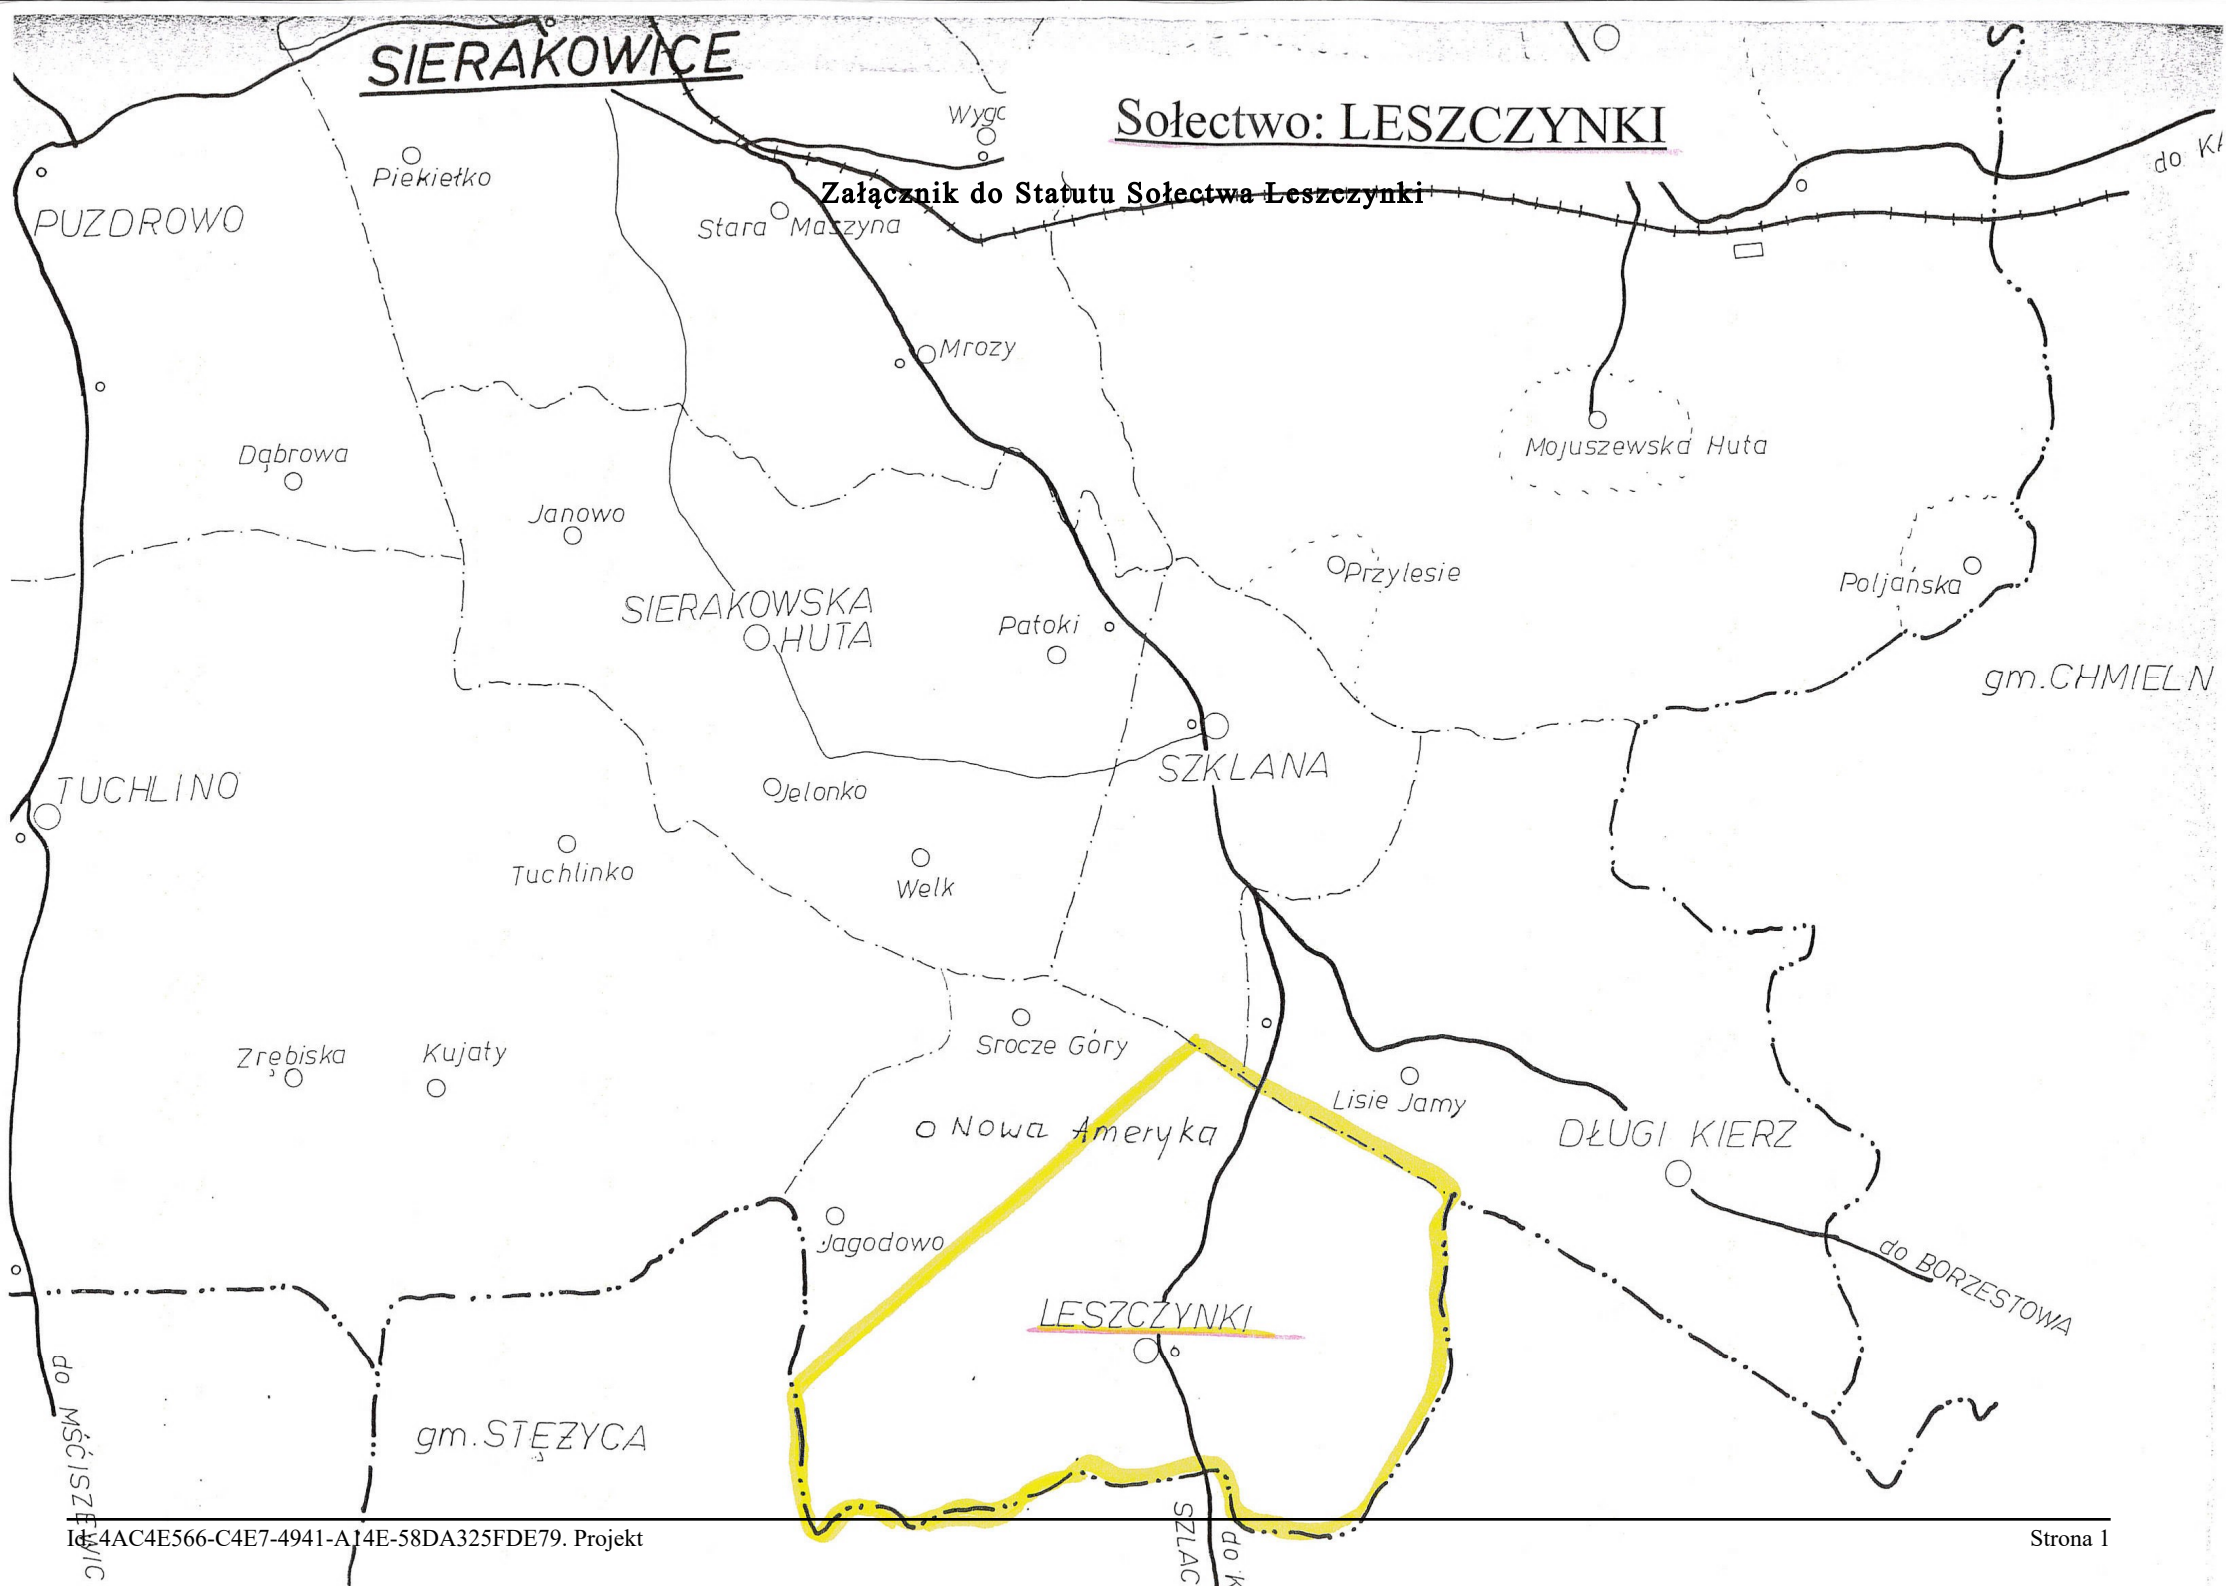 SIERAKOWICE
Wygo
Sołectwo: LESZCZYNKI
do KA
Piekiełko
Załącznik do Statutu Sołectwa Leszczynki
PUZDROWO
Stara Maszyna
Mrozy
Mojuszewska Huta
Dąbrowa
Janowo
Przylesie
Poljańska
SIERAKOWSKA
HUTA
Patoki
gm. CHMIELN
SZKLANA
TUCHLINO
Jelonko
Tuchlinko
Welk
Srocze Góry
Zrębiska
Kujaty
Lisie Jamy
Nowa Ameryka
DŁUGI KIERZ
Jagodowo
do BORZESTOWA
LESZCZYNKI
do MŚCISZEWIC
gm. STĘŻYCA
SZLAC
do K
Id: 4AC4E566-C4E7-4941-A14E-58DA325FDE79. Projekt
Strona 1